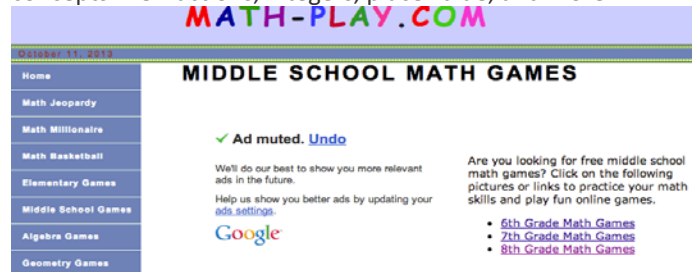 MATH-PLAY.COM
October 11, 2013
Home
Math Jeopardy
Math Millionaire
Math Basketball
Elementary Games
Middle School Games
Algebra Games
Geometry Games
MIDDLE SCHOOL MATH GAMES
✓ Ad muted. Undo
We'll do our best to show you more relevant
ads in the future.
Help us show you better ads by updating your
ads settings.
Google
Are you looking for free middle school
math games? Click on the following
pictures or links to practice your math
skills and play fun online games.
• 6th Grade Math Games
• 7th Grade Math Games
• 8th Grade Math Games